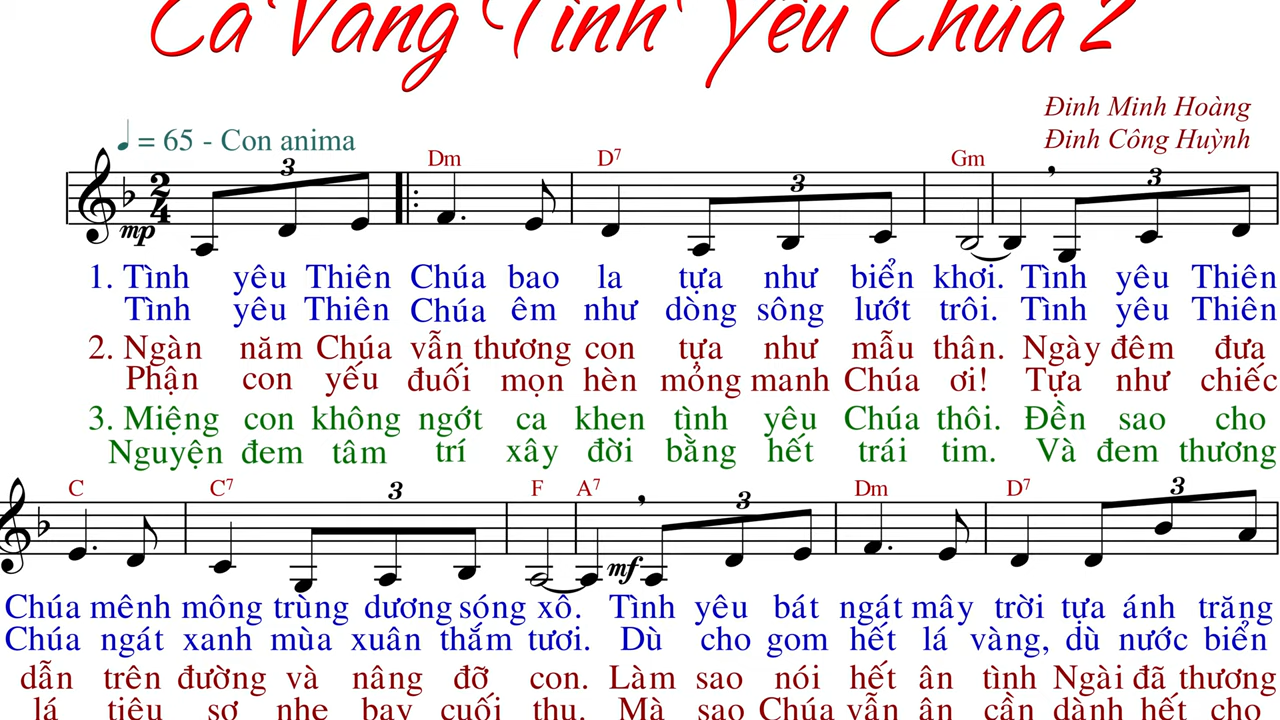 Ca Vang Tình Yêu Chúa 2
Đinh Minh Hoàng
♩ = 65 - Con anima
Đinh Công Huỳnh
3 Dm D7 3 Gm 3
2
4
mp
1. Tình yêu Thiên Chúa bao la tựa như biển khơi. Tình yêu Thiên
Tình yêu Thiên Chúa êm như dòng sông lướt trôi. Tình yêu Thiên
2. Ngàn năm Chúa vẫn thương con tựa như mẫu thân. Ngày đêm đưa
Phận con yếu đuối mọn hèn mỏng manh Chúa ơi! Tựa như chiếc
3. Miệng con không ngớt ca khen tình yêu Chúa thôi. Đền sao cho
Nguyện đem tâm trí xây đời bằng hết trái tim. Và đem thương
C C7 3 F A7 3 Dm D7 3
mf
Chúa mênh mông trùng dương sóng xô. Tình yêu bát ngát mây trời tựa ánh trăng
Chúa ngát xanh mùa xuân thắm tươi. Dù cho gom hết lá vàng, dù nước biển
dẫn trên đường và nâng đỡ con. Làm sao nói hết ân tình Ngài đã thương
lá tiêu sơ nhẹ bay cuối thu. Mà sao Chúa vẫn ân cần dành hết cho